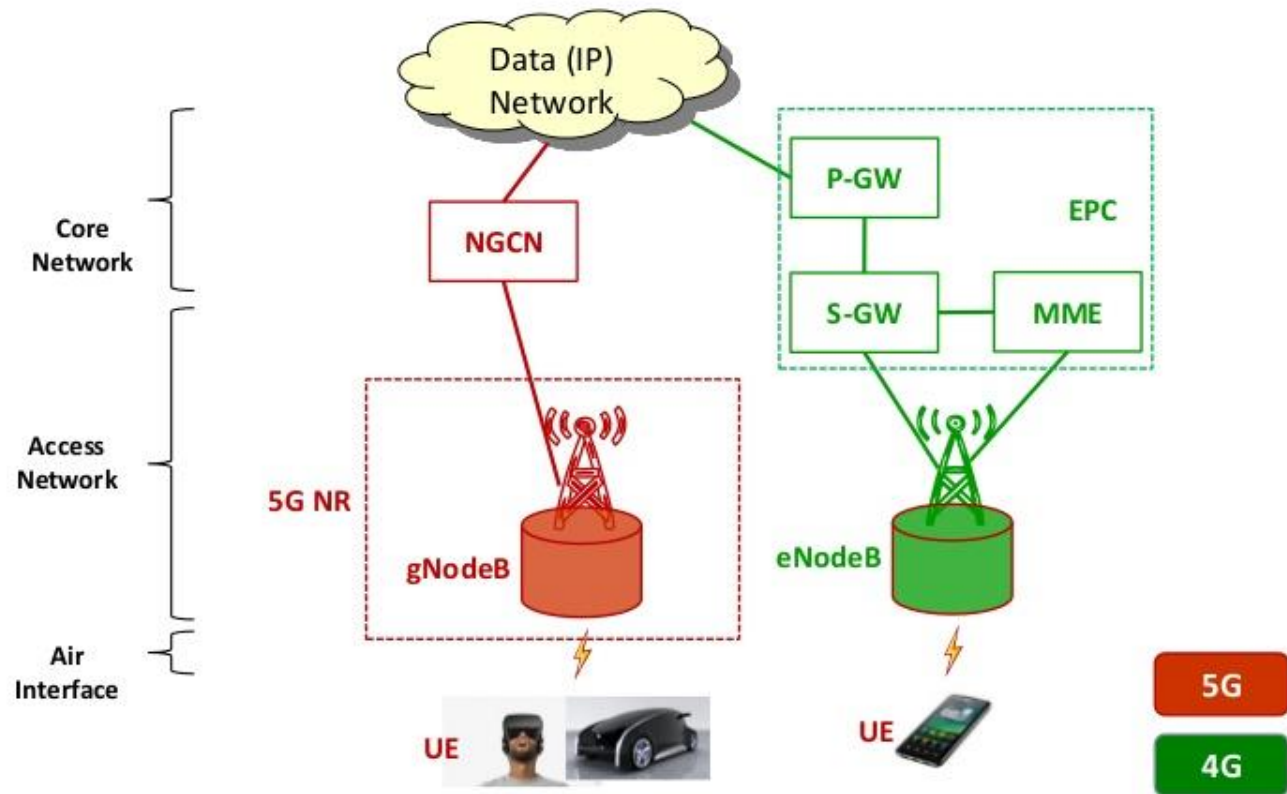 Data (IP)
Network
P-GW
EPC
Core
Network
NGCN
S-GW
MME
Access
Network
5G NR
gNodeB
eNodeB
Air
Interface
UE
UE
5G
4G